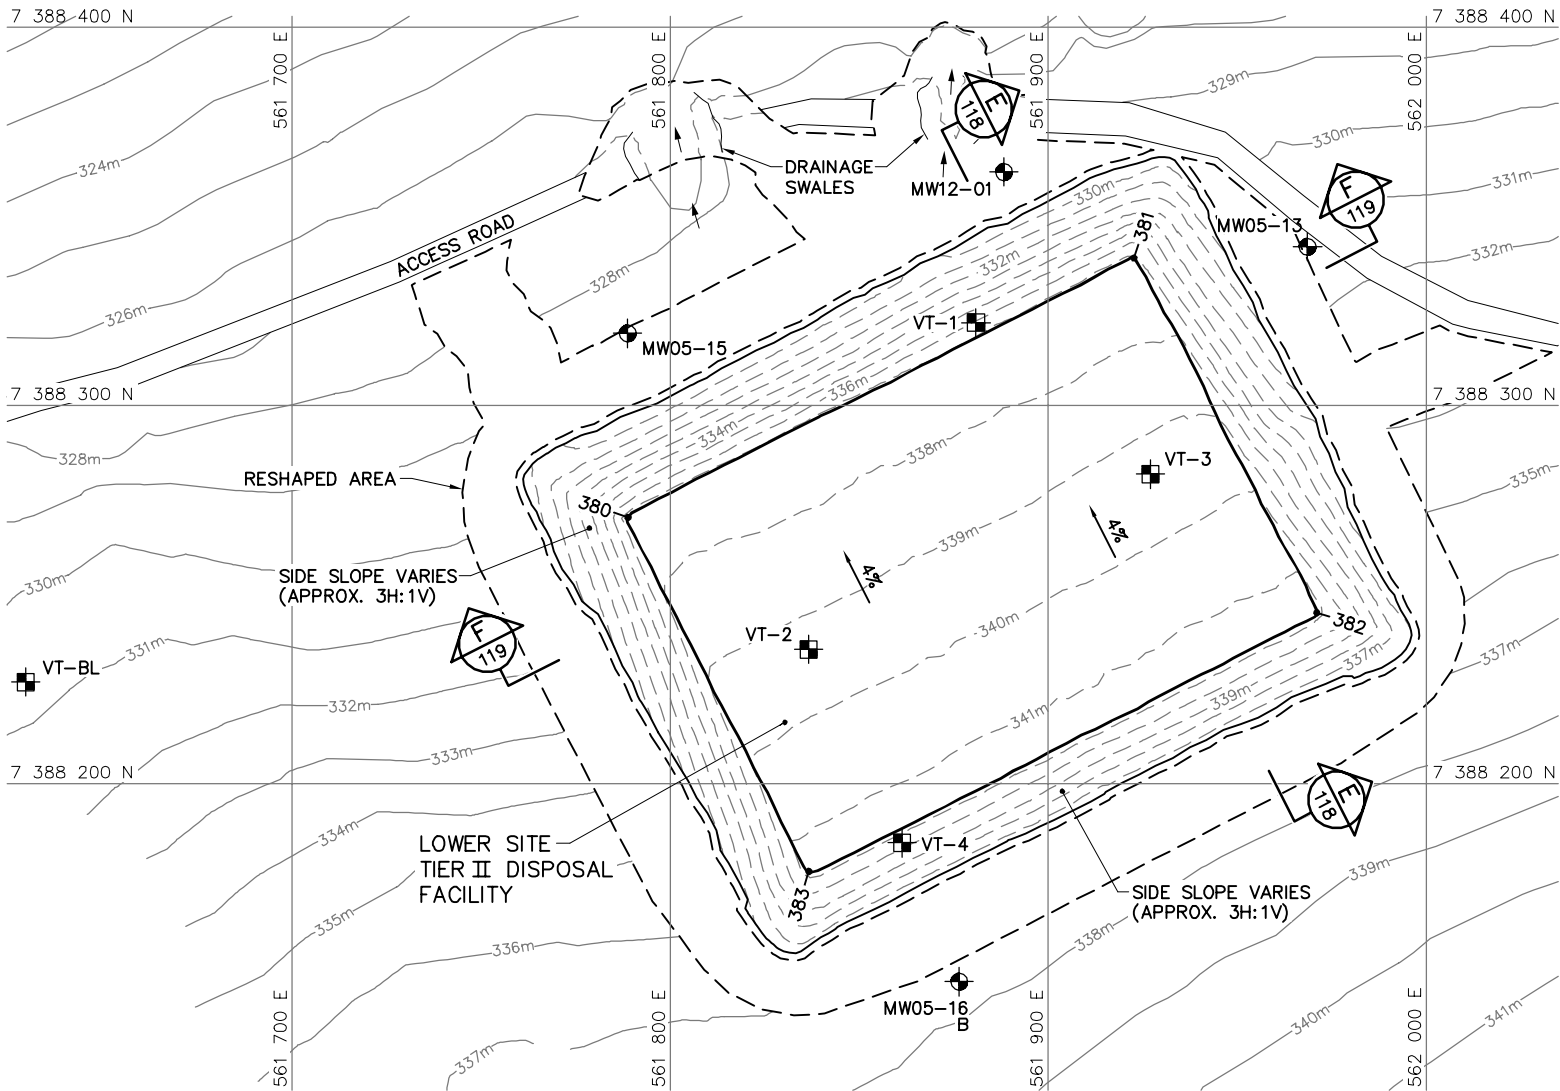 7 388 400 N
7 388 400 N
561 700 E
561 800 E
561 900 E
562 000 E
329m
E
118
330m
324m
DRAINAGE
SWALES
MW12-01
331m
F
119
330m
381
MW05-13
ACCESS ROAD
332m
332m
328m
326m
VT-1
MW05-15
336m
7 388 300 N
7 388 300 N
334m
338m
328m
VT-3
335m
RESHAPED AREA
380
339m
4%
4%
SIDE SLOPE VARIES
(APPROX. 3H:1V)
330m
340m
382
F
119
VT-2
331m
337m
337m
VT-BL
332m
339m
341m
333m
7 388 200 N
7 388 200 N
E
118
334m
LOWER SITE
TIER II DISPOSAL
FACILITY
VT-4
339m
383
SIDE SLOPE VARIES
(APPROX. 3H:1V)
335m
336m
338m
MW05-16
B
340m
341m
337m
561 700 E
561 800 E
561 900 E
562 000 E